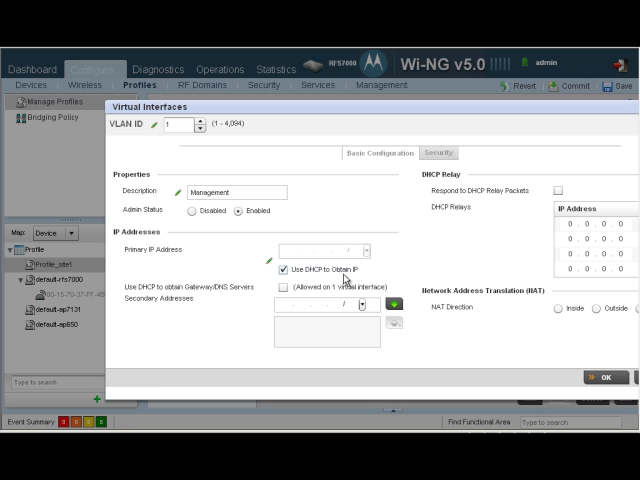 RFS7000
Wi-NG v5.0
admin
Dashboard
Diagnostics
Operations
Statistics
Devices
Wireless
Profiles
RF Domains
Security
Services
Management
Revert
Commit
Save
Manage Profiles
Bridging Policy
Virtual Interfaces
VLAN ID
1
(1 - 4,094)
Basic Configuration
Security
Properties
Description
Management
Admin Status
Disabled
Enabled
IP Addresses
Primary IP Address
. . . /
Use DHCP to Obtain IP
Use DHCP to obtain Gateway/DNS Servers
(Allowed on 1 virtual interface)
Secondary Addresses
. . . /
DHCP Relay
Respond to DHCP Relay Packets
DHCP Relays
IP Address
0 . 0 . 0 . 0
0 . 0 . 0 . 0
0 . 0 . 0 . 0
0 . 0 . 0 . 0
Network Address Translation (NAT)
NAT Direction
Inside
Outside
OK
Map:
Device
Profile
Profile_site1
default-rfs7000
default-ap7131
default-ap650
Type to search
Event Summary
0
0
0
0
Find Functional Area
Type to search